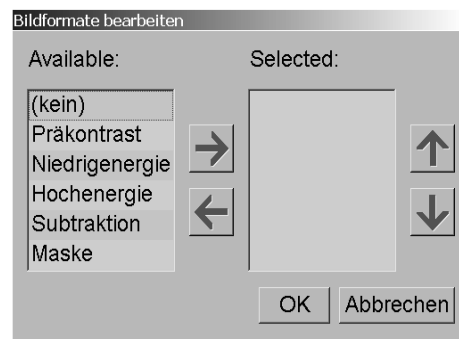 Bildformate bearbeiten
Available:
Selected:
(kein)
Präkontrast
Niedrigenergie
Hochenergie
Subtraktion
Maske
OK
Abbrechen